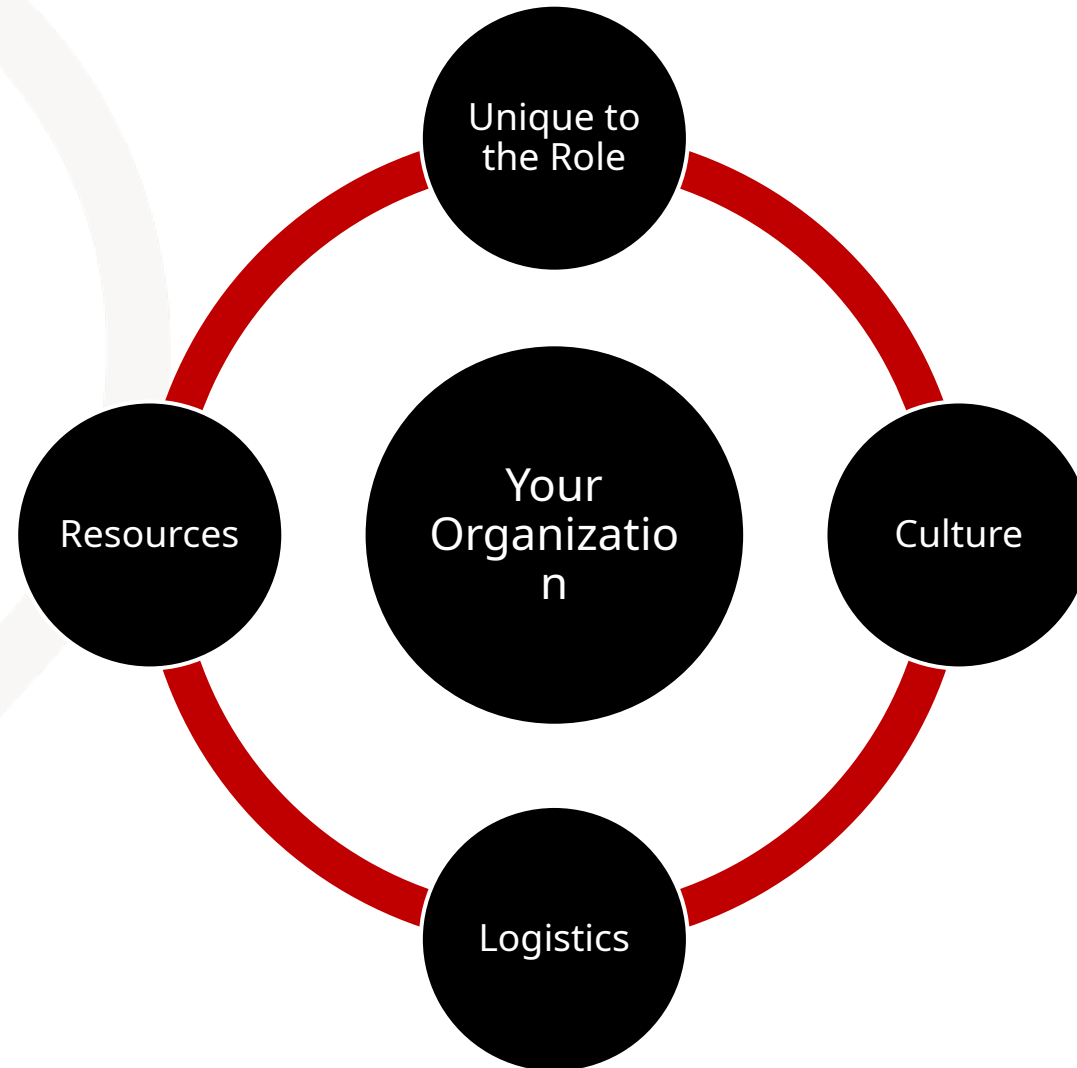 Unique to
the Role
Resources
Your
Organizatio
n
Culture
Logistics